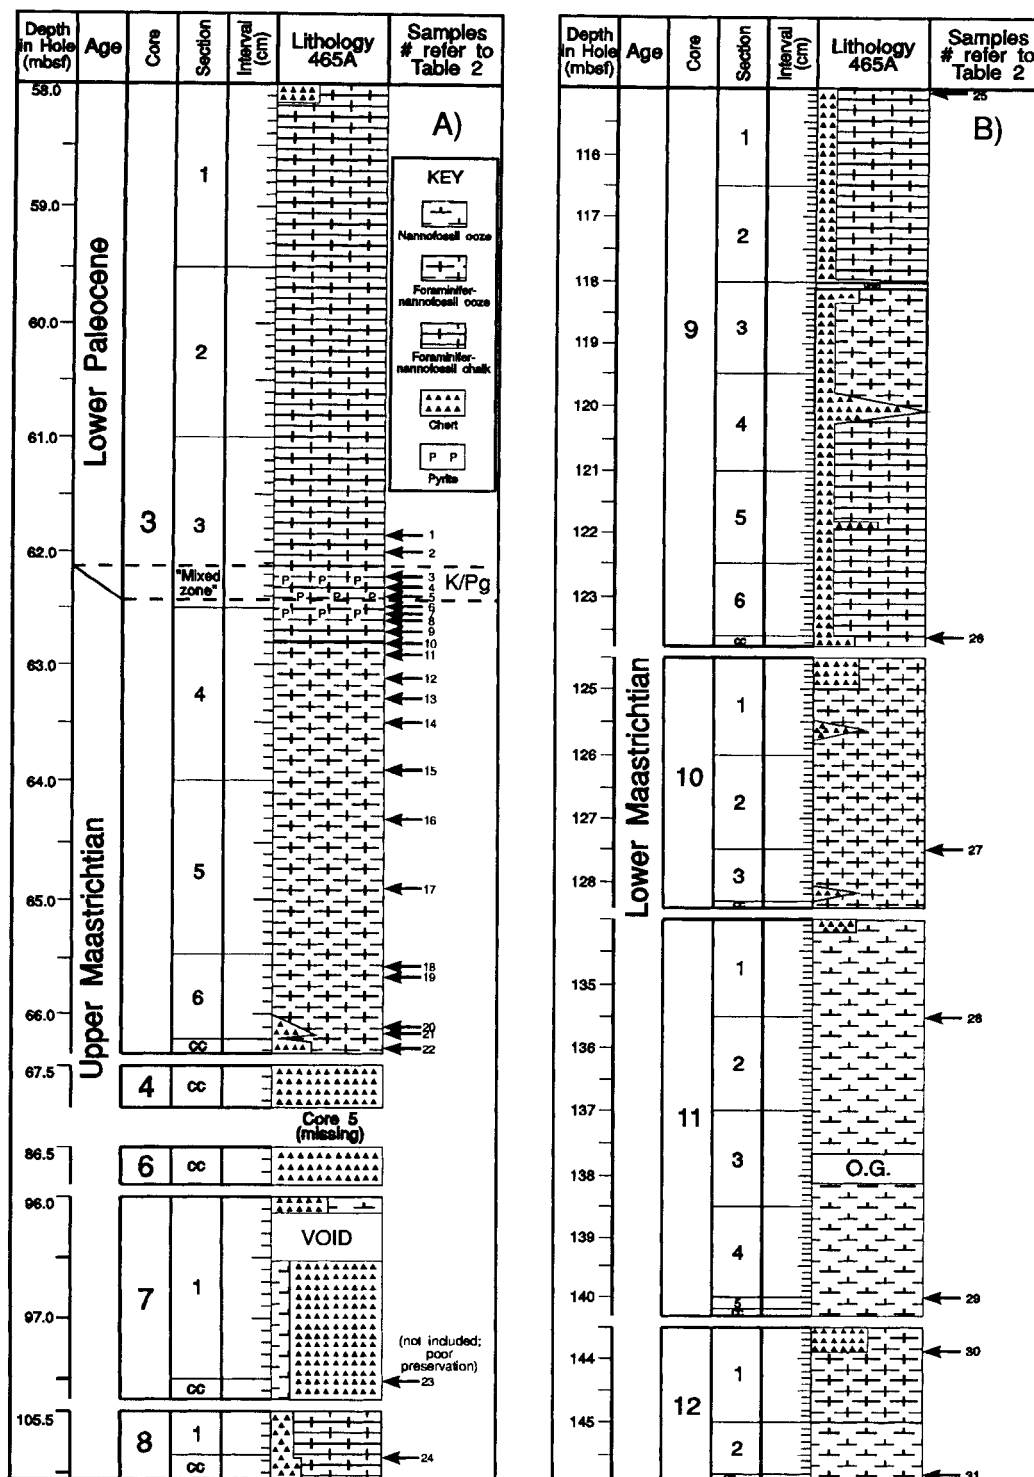 Depth
in Hole
(mbsf)
Age
Core
Section
Interval
(cm)
Lithology
465A
Samples
# refer to
Table 2
58.0
59.0
60.0
61.0
62.0
63.0
64.0
65.0
66.0
67.5
86.5
96.0
97.0
105.5
Lower Paleocene
Upper Maastrichtian
3
1
2
3
"Mixed
zone"
4
5
6
cc
4
cc
Core 5
(missing)
6
cc
7
1
cc
VOID
8
1
cc
A)
KEY
Nannofossil ooze
Foraminifer-
nannofossil ooze
Foraminifer-
nannofossil chalk
Chert
P P
Pyrite
P P P
P P P
P P P
K/Pg
1
2
3
4
5
6
7
8
9
10
11
12
13
14
15
16
17
18
19
20
21
22
(not included;
poor
preservation)
23
24
Depth
in Hole
(mbsf)
Age
Core
Section
Interval
(cm)
Lithology
465A
Samples
# refer to
Table 2
B)
116
117
118
119
120
121
122
123
125
126
127
128
135
136
137
138
139
140
144
145
Lower Maastrichtian
9
1
2
3
4
5
6
cc
10
1
2
3
cc
11
1
2
3
4
5
O.G.
12
1
2
25
26
27
28
29
30
31